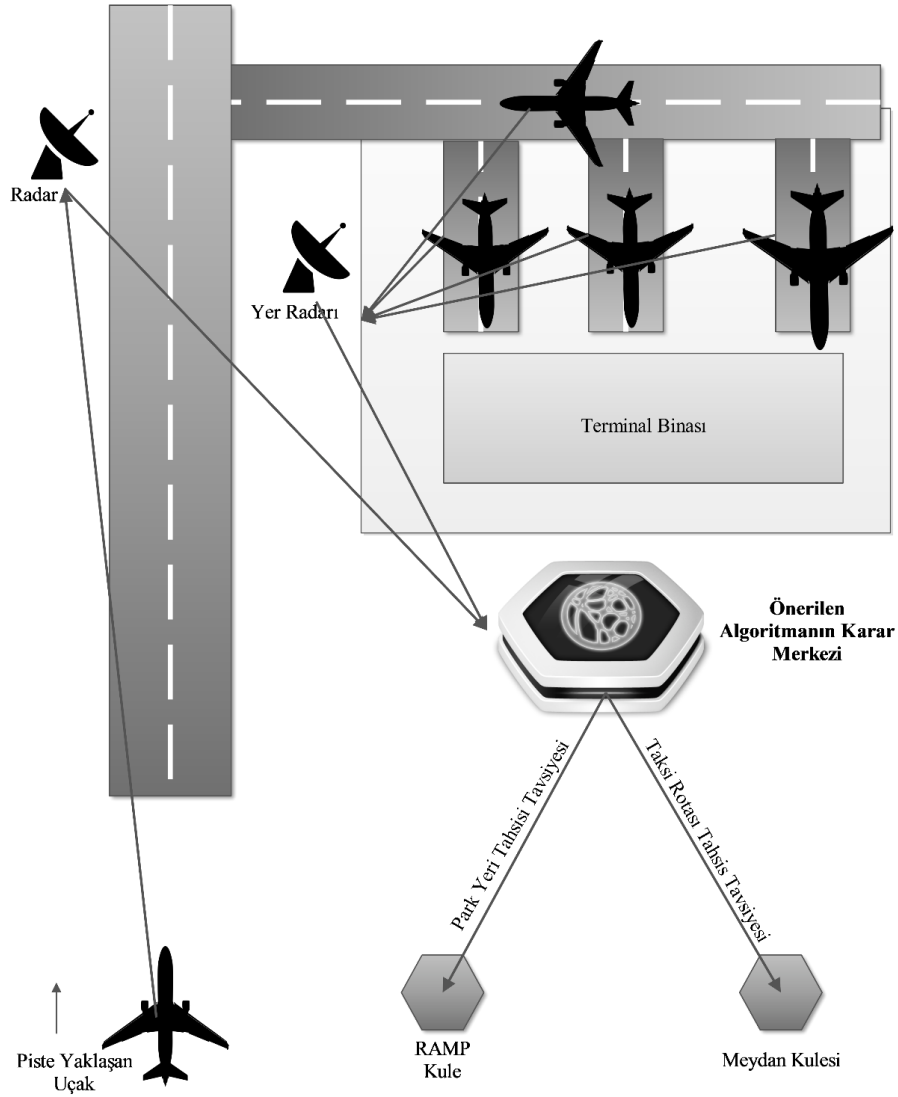 Radar
Yer Radarı
Terminal Binası
Önerilen
Algoritmanın Karar
Merkezi
Park Yeri Tahsisi Tavsiyesi
Taksi Rotası Tahsis Tavsiyesi
Piste Yaklaşan
Uçak
RAMP
Kule
Meydan Kulesi